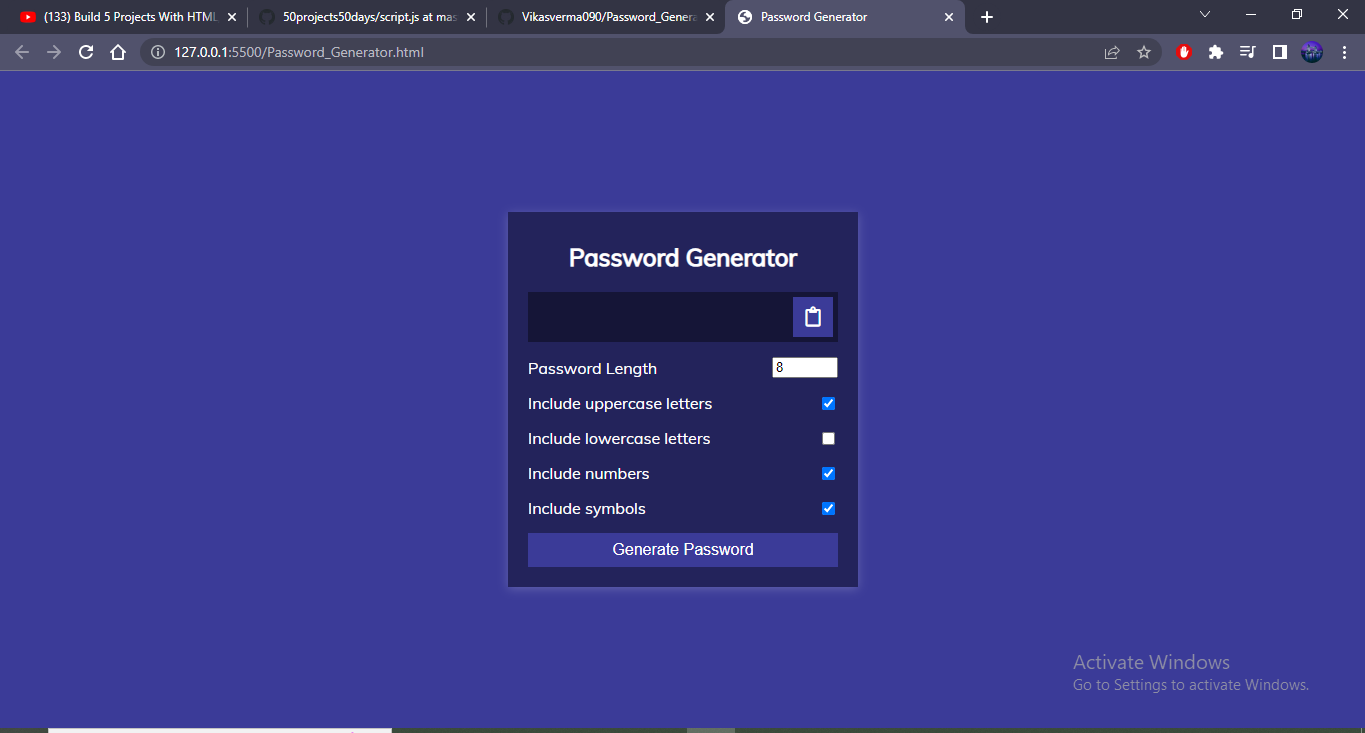 (133) Build 5 Projects With HTML
50projects50days/script.js at mas
Vikasverma090/Password_Genera
Password Generator
127.0.0.1:5500/Password_Generator.html
Password Generator
Password Length 8
Include uppercase letters
Include lowercase letters
Include numbers
Include symbols
Generate Password
Activate Windows
Go to Settings to activate Windows.